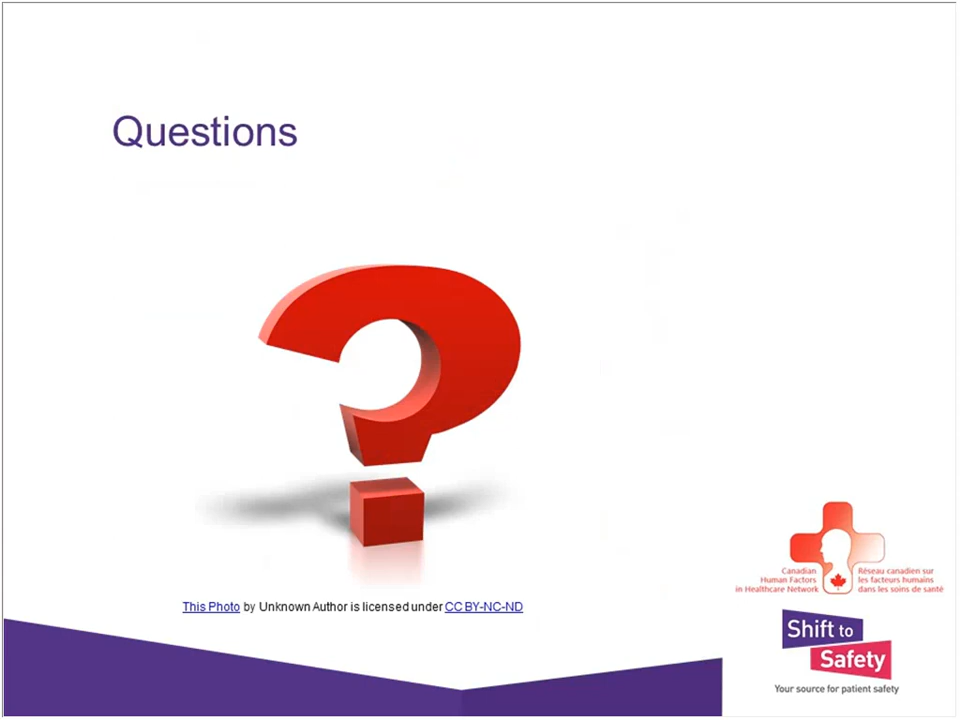 Questions
This Photo by Unknown Author is licensed under CC BY-NC-ND
Canadian
Human Factors
in Healthcare Network
Réseau canadien sur
les facteurs humains
dans les soins de santé
Shift to
Safety
Your source for patient safety